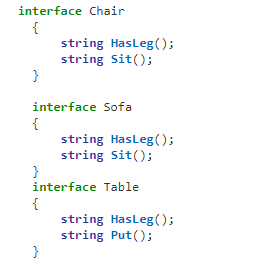 interface Chair
{
string HasLeg();
string Sit();
}
interface Sofa
{
string HasLeg();
string Sit();
}
interface Table
{
string HasLeg();
string Put();
}